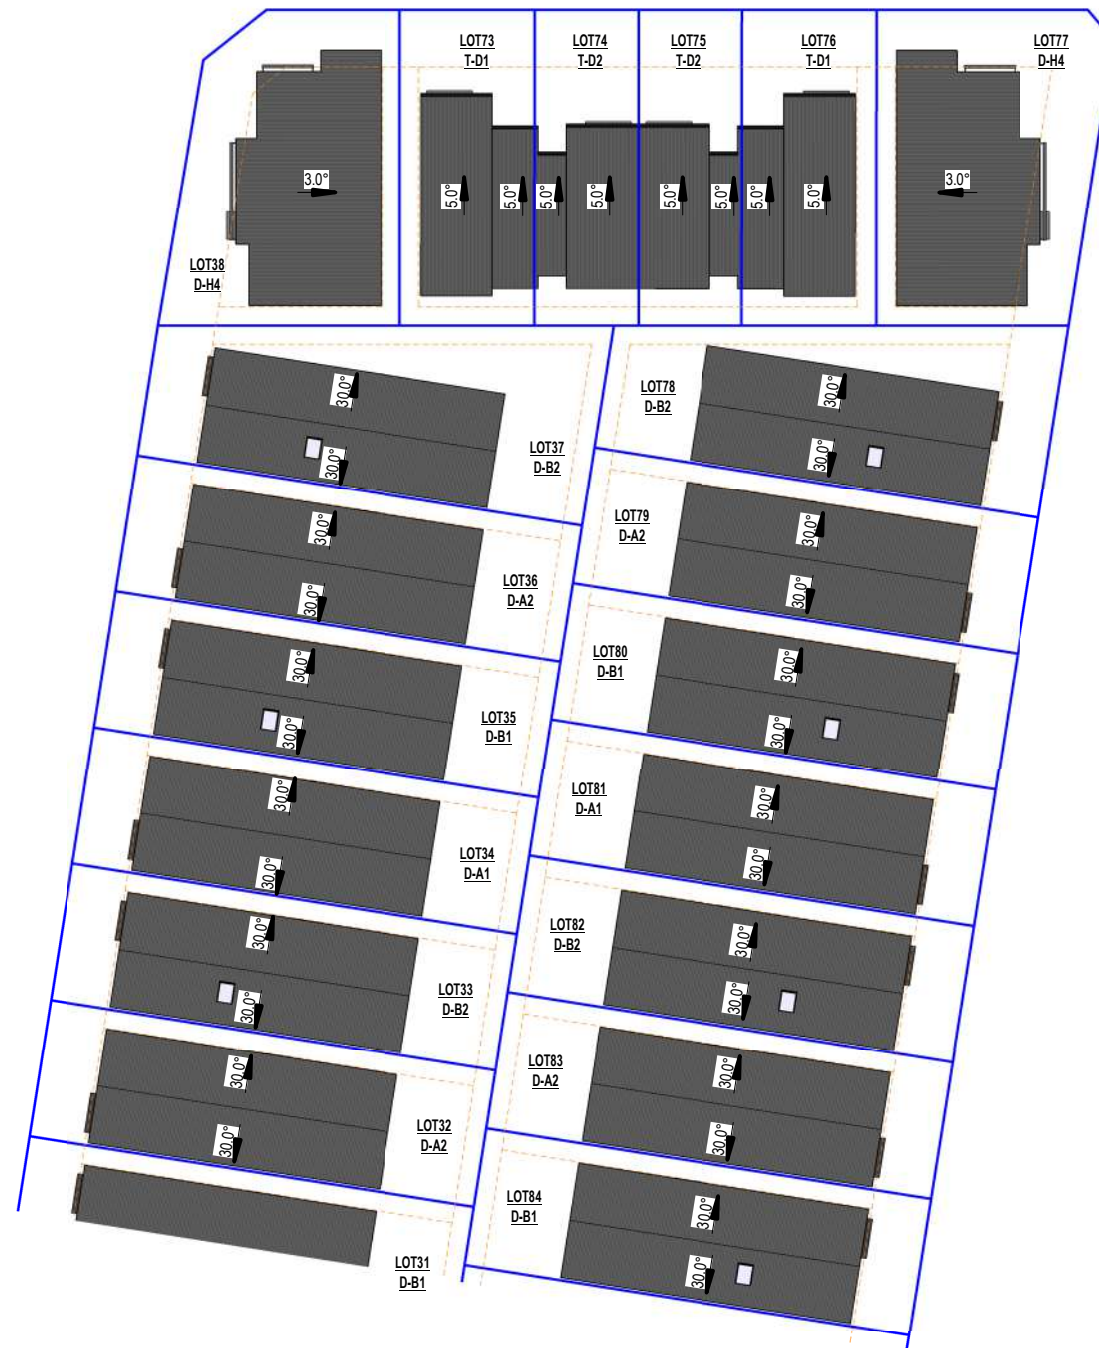 LOT73
T-D1
LOT74
T-D2
LOT75
T-D2
LOT76
T-D1
LOT77
D-H4
3.0°
5.0°
5.0°
5.0°
5.0°
5.0°
5.0°
5.0°
5.0°
3.0°
LOT38
D-H4
30.0°
30.0°
LOT37
D-B2
LOT78
D-B2
30.0°
30.0°
30.0°
30.0°
LOT36
D-A2
LOT79
D-A2
30.0°
30.0°
30.0°
30.0°
LOT35
D-B1
LOT80
D-B1
30.0°
30.0°
30.0°
30.0°
LOT34
D-A1
LOT81
D-A1
30.0°
30.0°
30.0°
30.0°
LOT33
D-B2
LOT82
D-B2
30.0°
30.0°
30.0°
30.0°
LOT32
D-A2
LOT83
D-A2
30.0°
30.0°
LOT31
D-B1
LOT84
D-B1
30.0°
30.0°